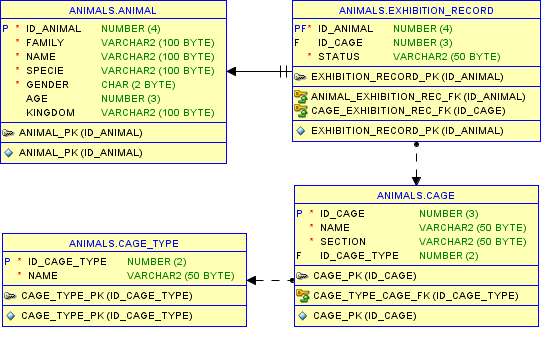 ANIMALS.ANIMAL
P * ID_ANIMAL NUMBER (4)
* FAMILY VARCHAR2 (100 BYTE)
* NAME VARCHAR2 (100 BYTE)
* SPECIE VARCHAR2 (100 BYTE)
* GENDER CHAR (2 BYTE)
AGE NUMBER (3)
KINGDOM VARCHAR2 (100 BYTE)
ANIMAL_PK (ID_ANIMAL)
ANIMAL_PK (ID_ANIMAL)
ANIMALS.EXHIBITION_RECORD
PF* ID_ANIMAL NUMBER (4)
F ID_CAGE NUMBER (3)
* STATUS VARCHAR2 (50 BYTE)
EXHIBITION_RECORD_PK (ID_ANIMAL)
ANIMAL_EXHIBITION_REC_FK (ID_ANIMAL)
CAGE_EXHIBITION_REC_FK (ID_CAGE)
EXHIBITION_RECORD_PK (ID_ANIMAL)
ANIMALS.CAGE
P * ID_CAGE NUMBER (3)
* NAME VARCHAR2 (50 BYTE)
* SECTION VARCHAR2 (50 BYTE)
F ID_CAGE_TYPE NUMBER (2)
CAGE_PK (ID_CAGE)
CAGE_TYPE_CAGE_FK (ID_CAGE_TYPE)
CAGE_PK (ID_CAGE)
ANIMALS.CAGE_TYPE
P * ID_CAGE_TYPE NUMBER (2)
* NAME VARCHAR2 (50 BYTE)
CAGE_TYPE_PK (ID_CAGE_TYPE)
CAGE_TYPE_PK (ID_CAGE_TYPE)